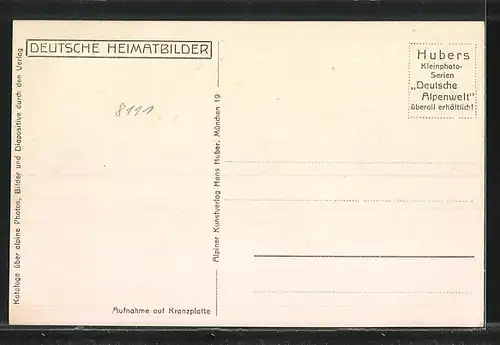 DEUTSCHE HEIMATBILDER
8111
Kataloge über alpine Photos, Bilder und Diapositive durch den Verlag
Aufnahme auf Kranzplatte
Alpiner Kunstverlag Hans Huber, München 19
Hubers
Kleinphoto-
Serien
„Deutsche
Alpenwelt"
überall erhältlich!